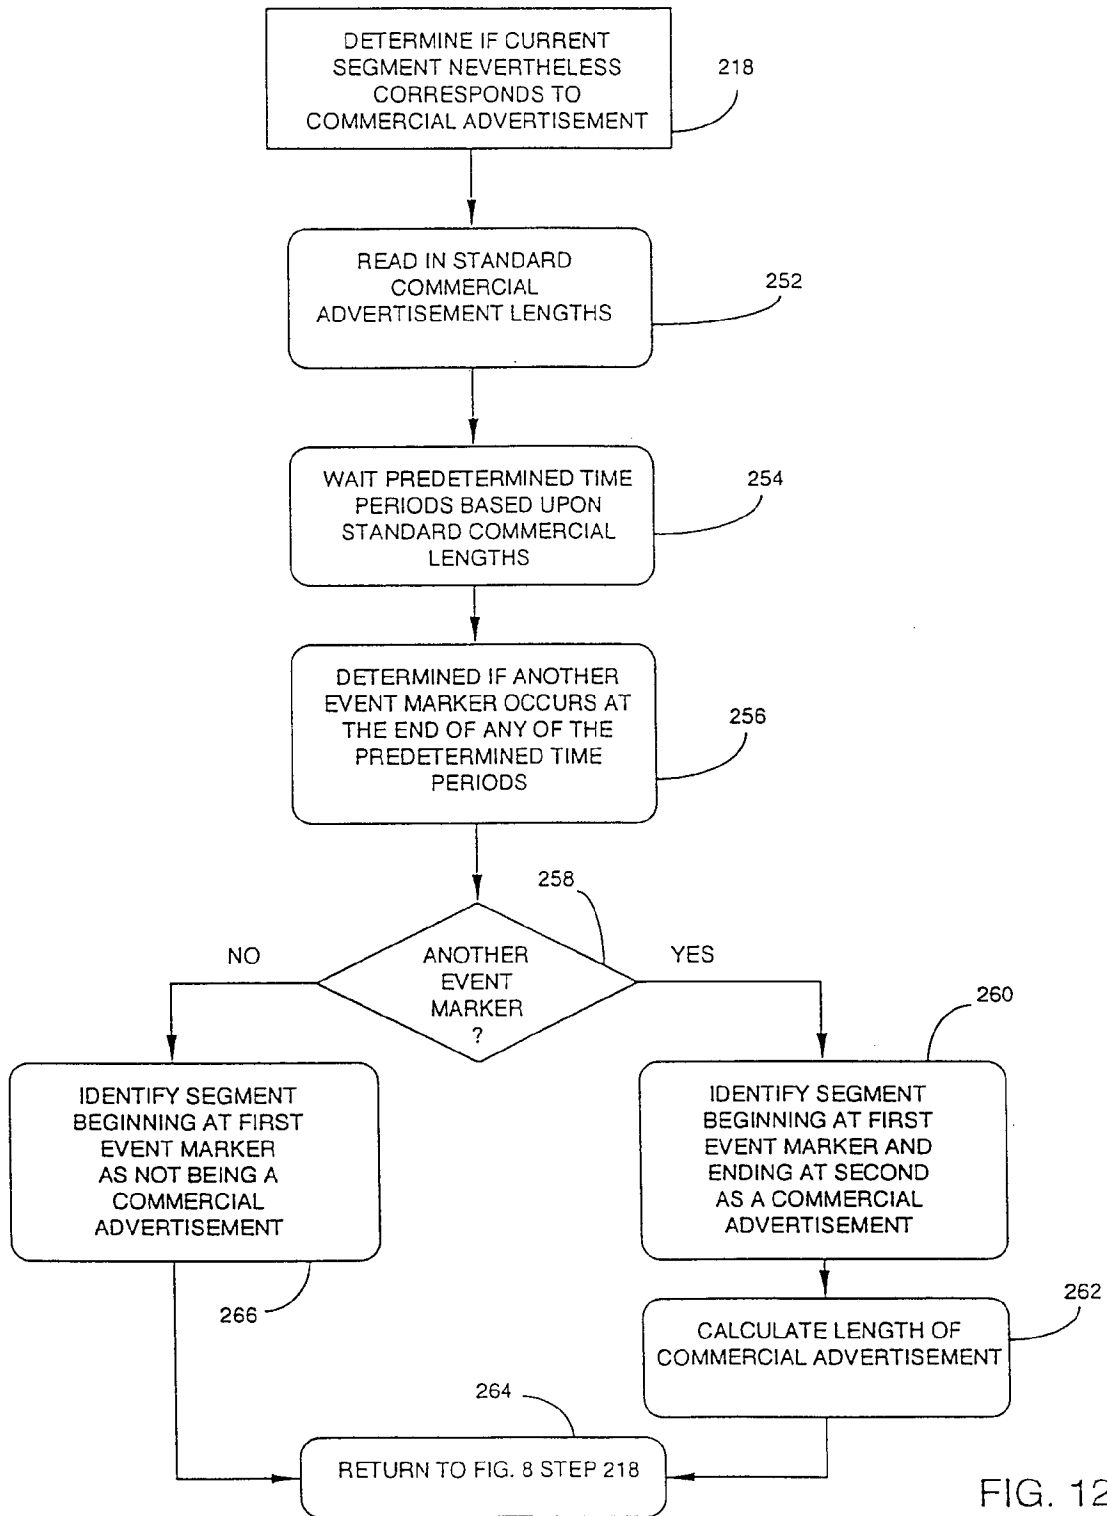 DETERMINE IF CURRENT
SEGMENT NEVERTHELESS
CORRESPONDS TO
COMMERCIAL ADVERTISEMENT
218
READ IN STANDARD
COMMERCIAL
ADVERTISEMENT LENGTHS
252
WAIT PREDETERMINED TIME
PERIODS BASED UPON
STANDARD COMMERCIAL
LENGTHS
254
DETERMINED IF ANOTHER
EVENT MARKER OCCURS AT
THE END OF ANY OF THE
PREDETERMINED TIME
PERIODS
256
258
NO
ANOTHER
EVENT
MARKER
?
YES
IDENTIFY SEGMENT
BEGINNING AT FIRST
EVENT MARKER
AS NOT BEING A
COMMERCIAL
ADVERTISEMENT
266
260
IDENTIFY SEGMENT
BEGINNING AT FIRST
EVENT MARKER AND
ENDING AT SECOND
AS A COMMERCIAL
ADVERTISEMENT
262
CALCULATE LENGTH OF
COMMERCIAL ADVERTISEMENT
264
RETURN TO FIG. 8 STEP 218
FIG. 12